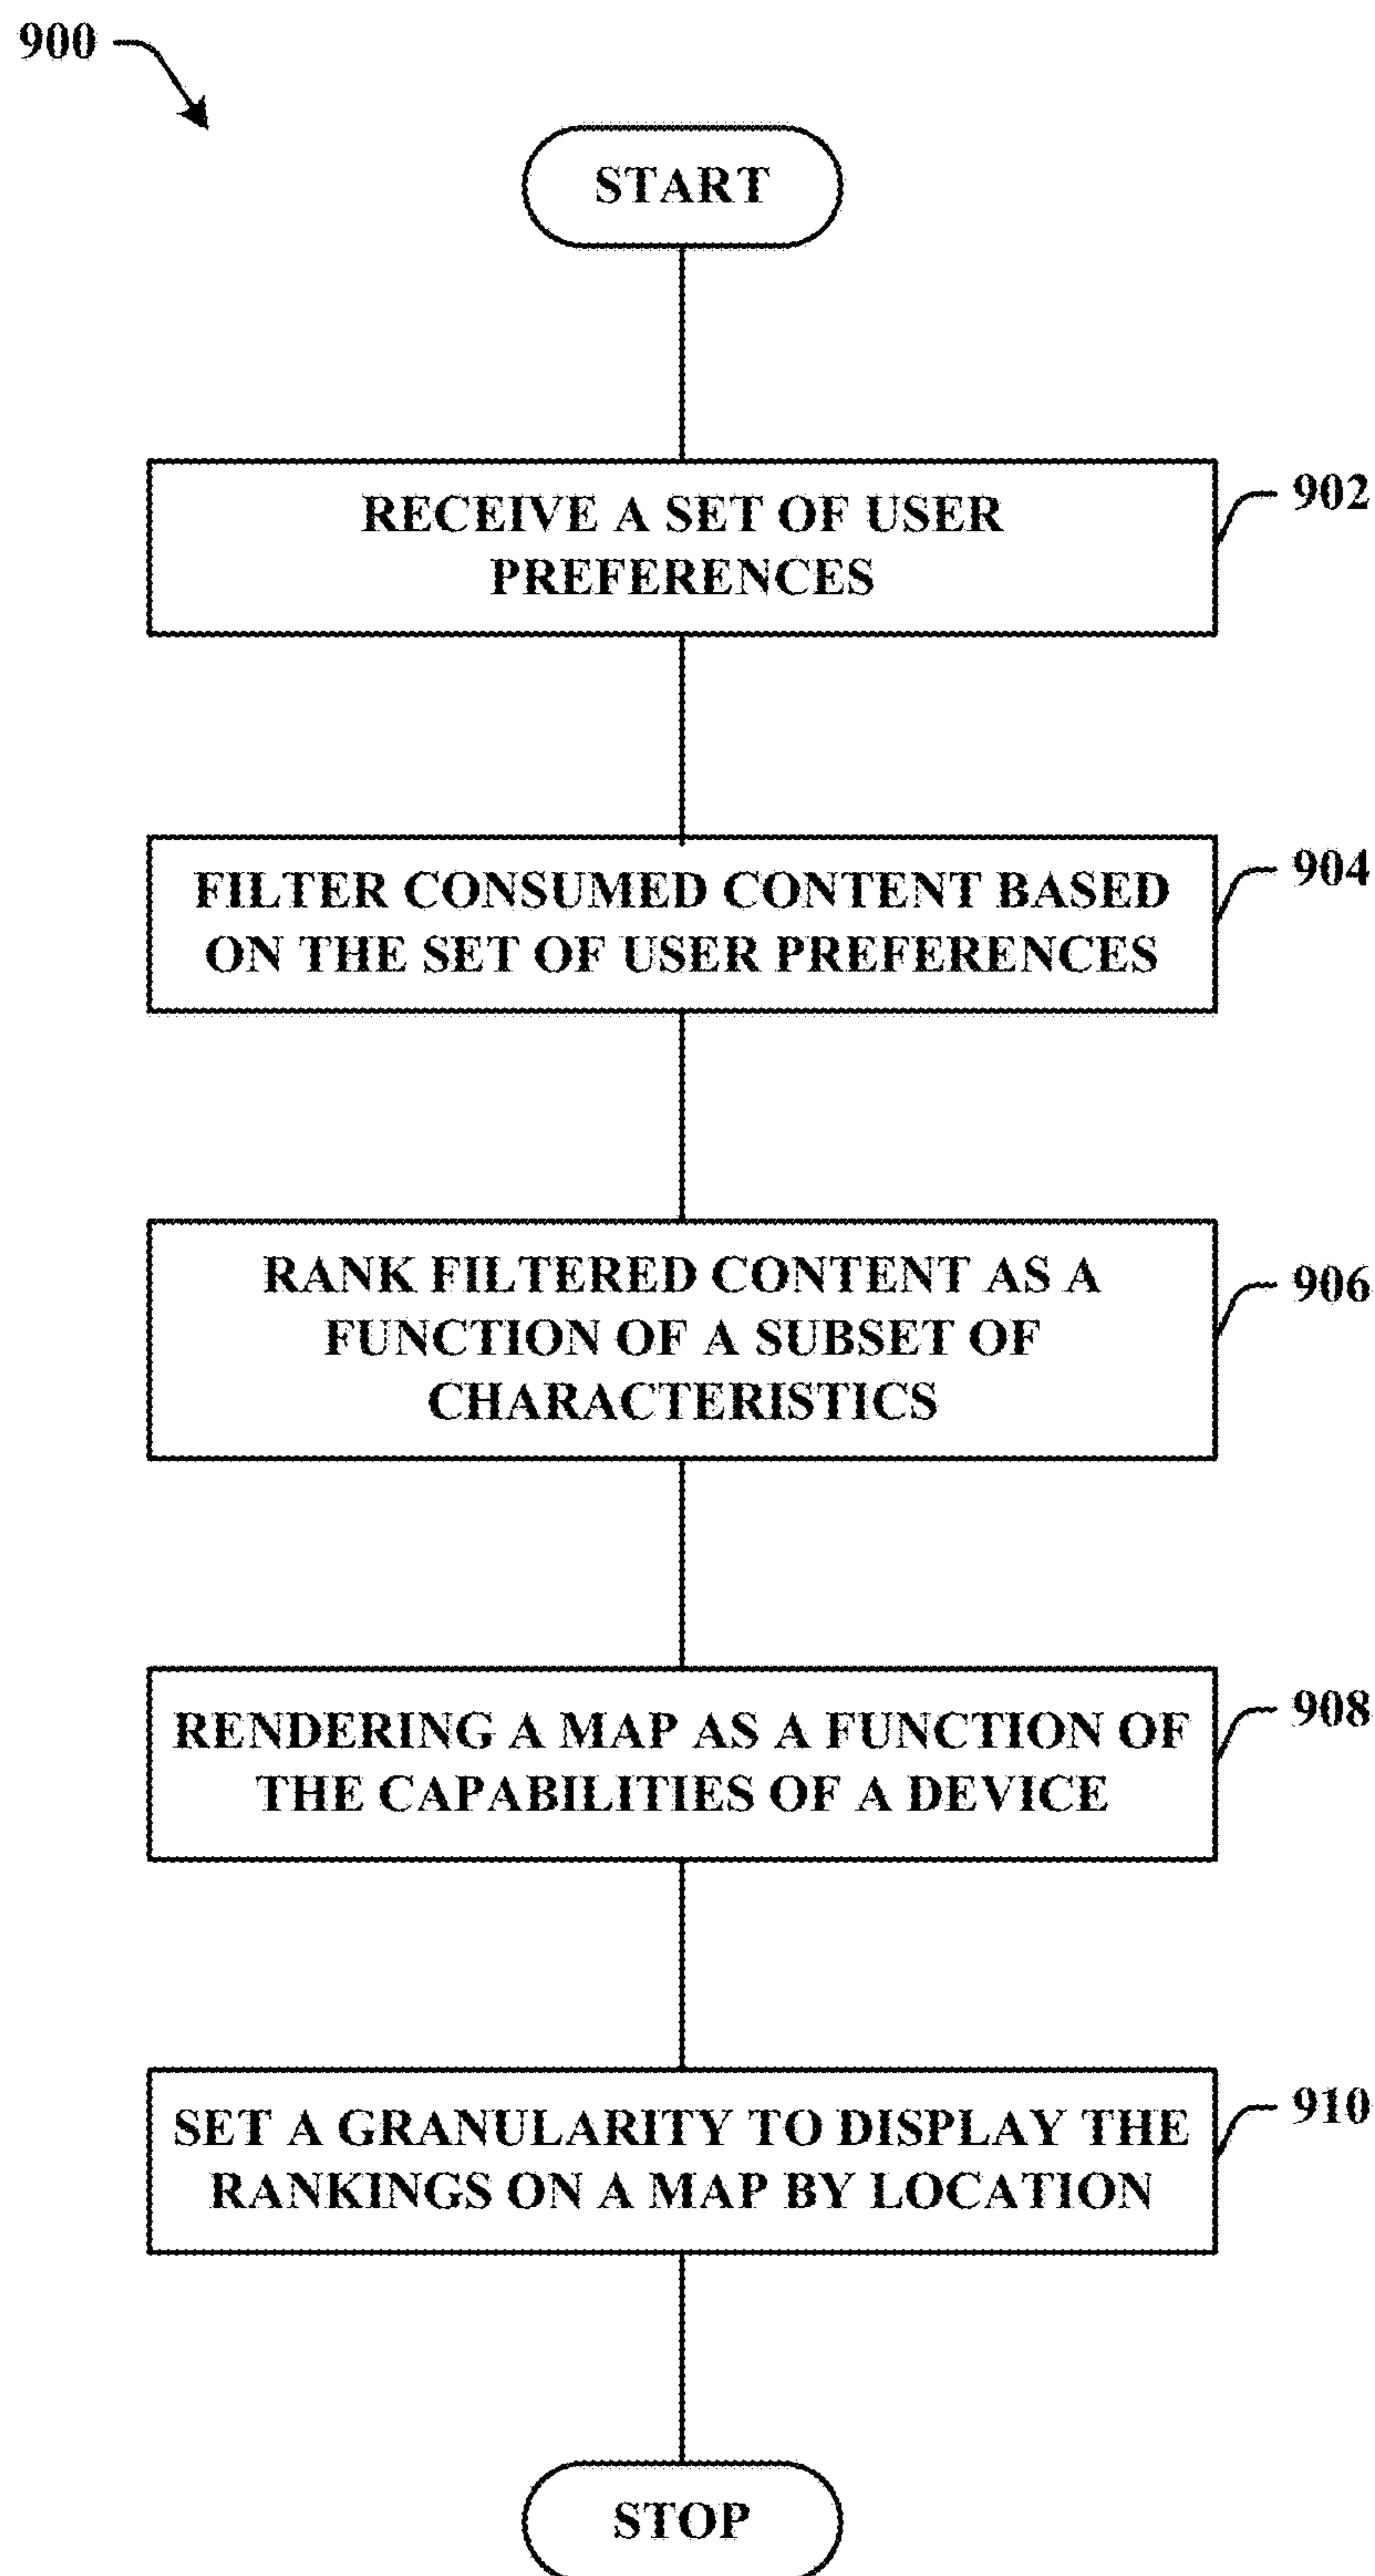 900
START
RECEIVE A SET OF USER
PREFERENCES
902
FILTER CONSUMED CONTENT BASED
ON THE SET OF USER PREFERENCES
904
RANK FILTERED CONTENT AS A
FUNCTION OF A SUBSET OF
CHARACTERISTICS
906
RENDERING A MAP AS A FUNCTION OF
THE CAPABILITIES OF A DEVICE
908
SET A GRANULARITY TO DISPLAY THE
RANKINGS ON A MAP BY LOCATION
910
STOP